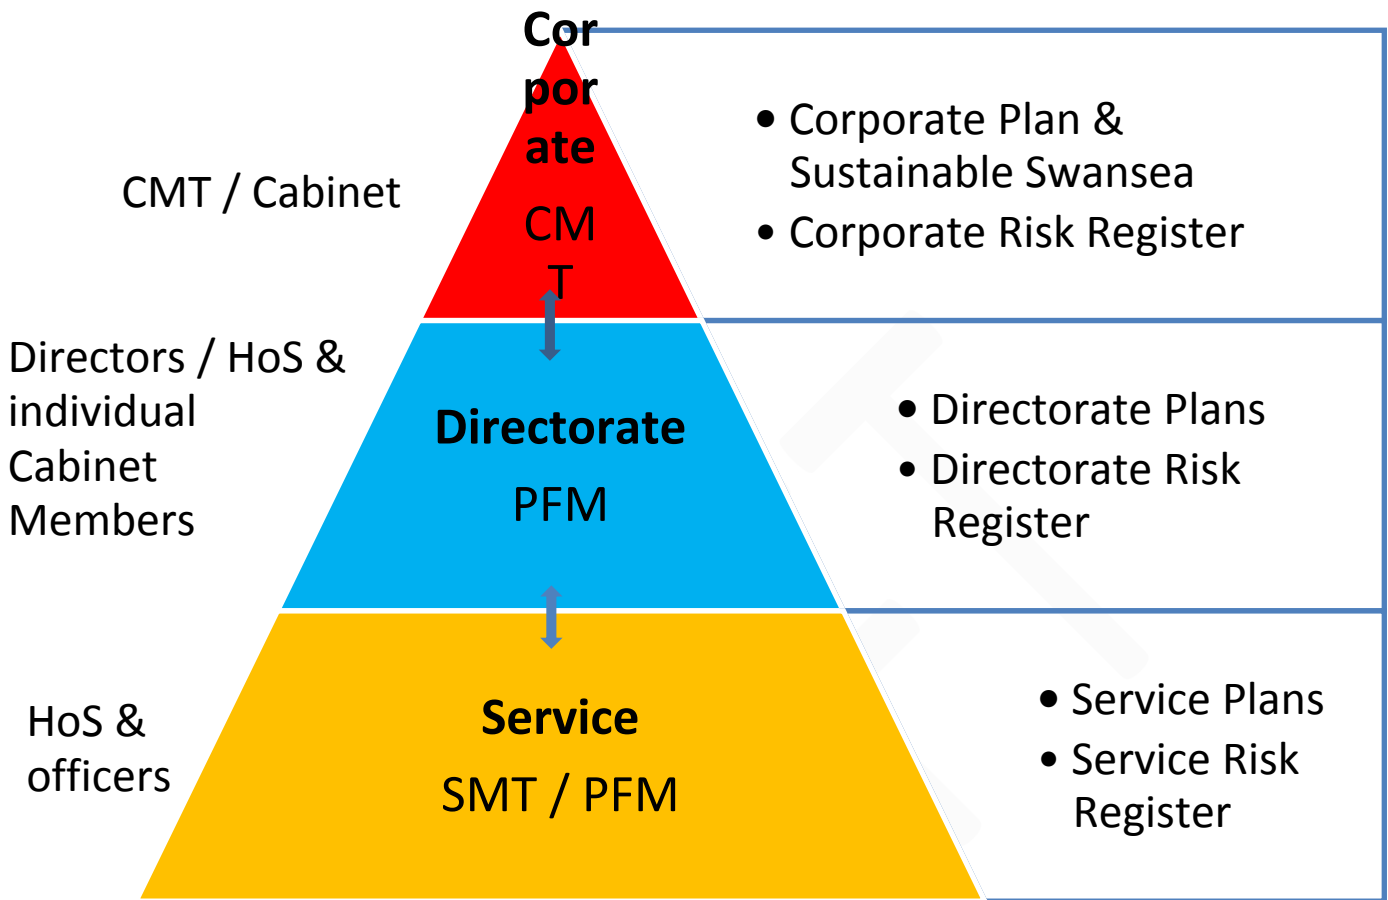 Cor
por
ate
CM
T
CMT / Cabinet
• Corporate Plan &
Sustainable Swansea
• Corporate Risk Register
Directors / HoS &
individual
Cabinet
Members
Directorate
PFM
• Directorate Plans
• Directorate Risk
Register
HoS &
officers
Service
SMT / PFM
• Service Plans
• Service Risk
Register